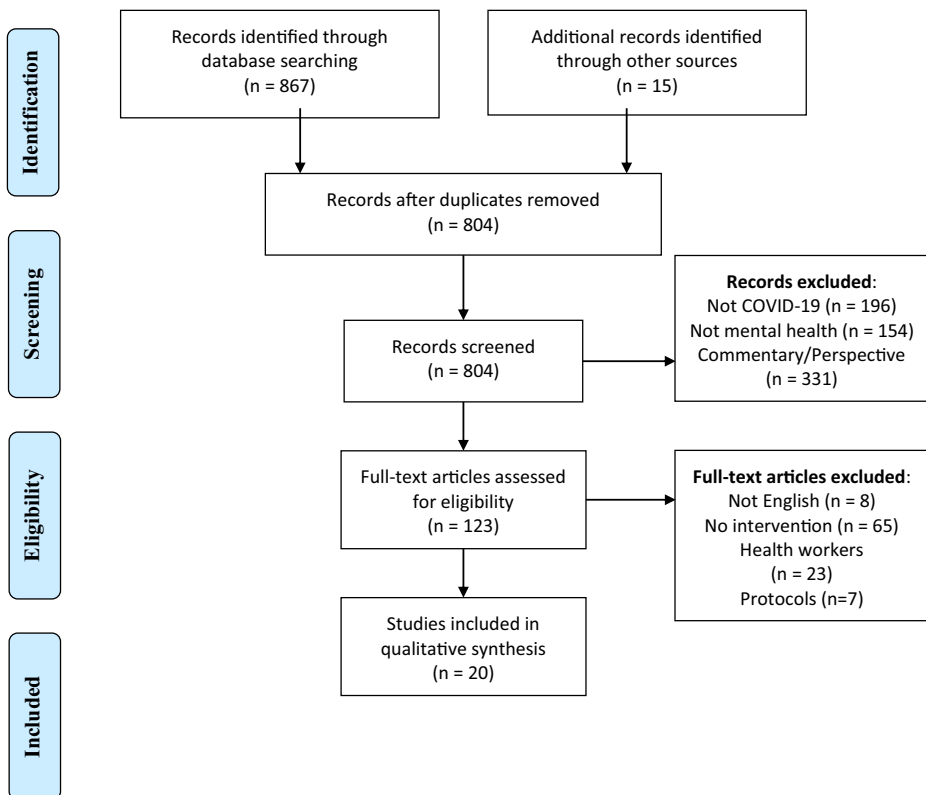 Identification
Records identified through
database searching
(n = 867)
Additional records identified
through other sources
(n = 15)
Records after duplicates removed
(n = 804)
Screening
Records screened
(n = 804)
Records excluded:
Not COVID-19 (n = 196)
Not mental health (n = 154)
Commentary/Perspective
(n = 331)
Eligibility
Full-text articles assessed
for eligibility
(n = 123)
Full-text articles excluded:
Not English (n = 8)
No intervention (n = 65)
Health workers
(n = 23)
Protocols (n=7)
Included
Studies included in
qualitative synthesis
(n = 20)